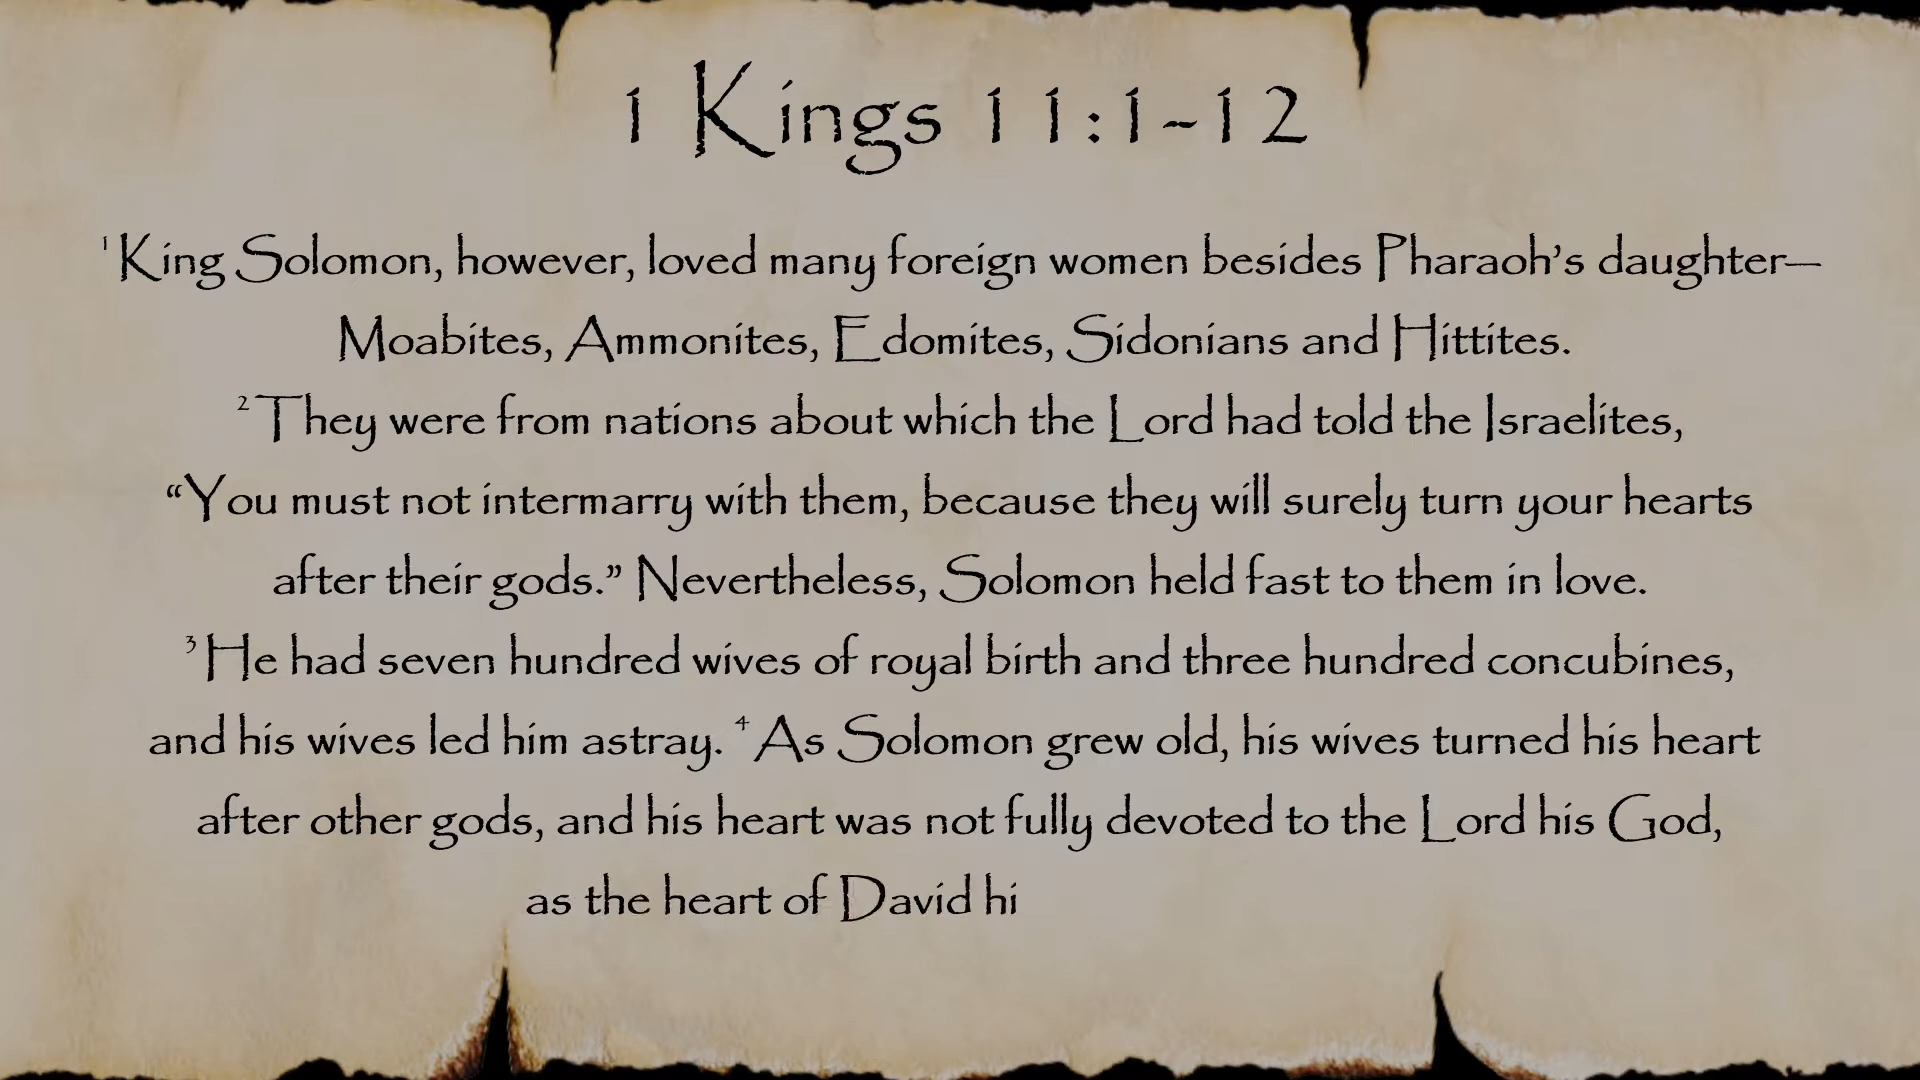 1 Kings 11:1-12
1 King Solomon, however, loved many foreign women besides Pharaoh’s daughter—
Moabites, Ammonites, Edomites, Sidonians and Hittites.
2 They were from nations about which the Lord had told the Israelites,
“You must not intermarry with them, because they will surely turn your hearts
after their gods.” Nevertheless, Solomon held fast to them in love.
3 He had seven hundred wives of royal birth and three hundred concubines,
and his wives led him astray. 4 As Solomon grew old, his wives turned his heart
after other gods, and his heart was not fully devoted to the Lord his God,
as the heart of David hi